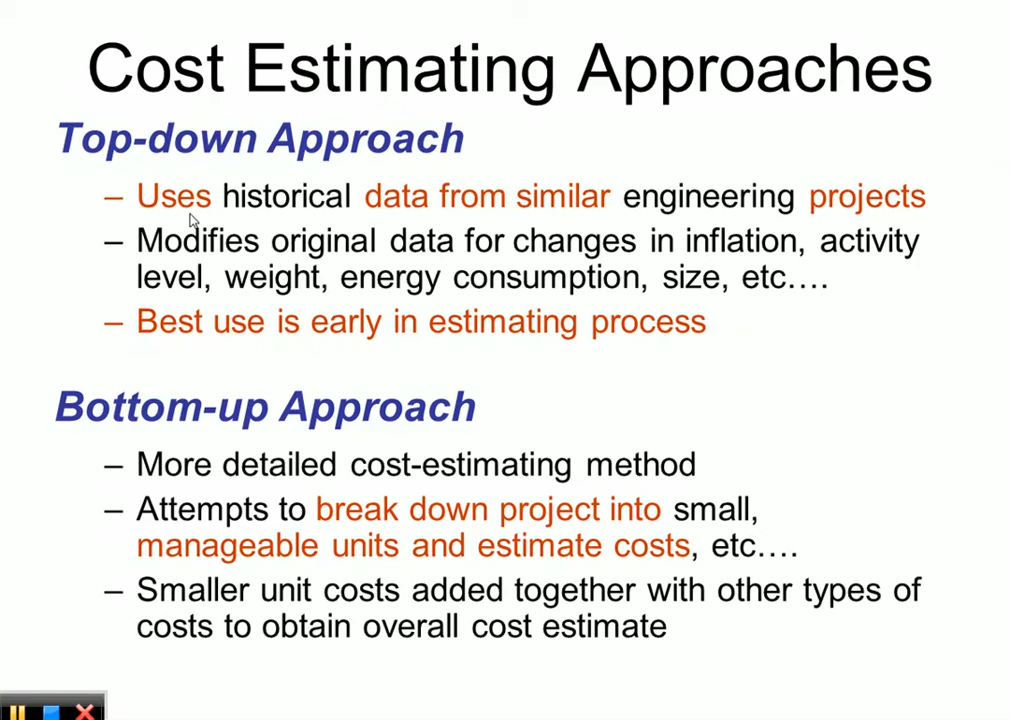 Cost Estimating Approaches
Top-down Approach
– Uses historical data from similar engineering projects
– Modifies original data for changes in inflation, activity
level, weight, energy consumption, size, etc….
– Best use is early in estimating process
Bottom-up Approach
– More detailed cost-estimating method
– Attempts to break down project into small,
manageable units and estimate costs, etc….
– Smaller unit costs added together with other types of
costs to obtain overall cost estimate